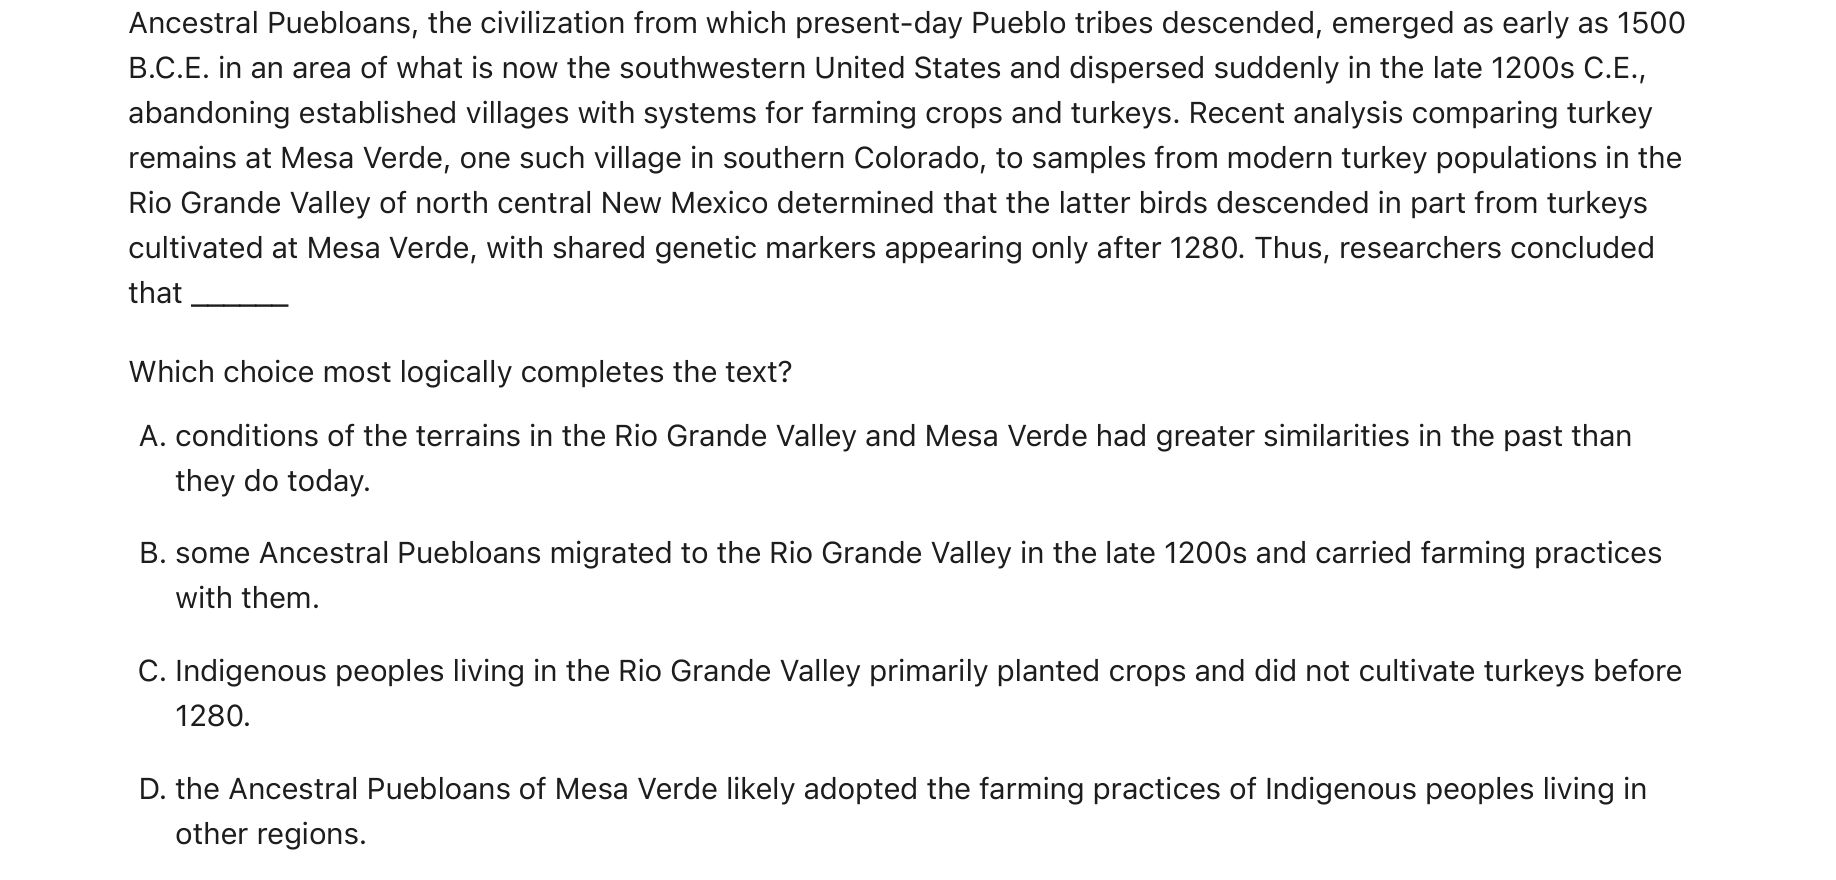 Ancestral Puebloans, the civilization from which present-day Pueblo tribes descended, emerged as early as 1500
B.C.E. in an area of what is now the southwestern United States and dispersed suddenly in the late 1200s C.E.,
abandoning established villages with systems for farming crops and turkeys. Recent analysis comparing turkey
remains at Mesa Verde, one such village in southern Colorado, to samples from modern turkey populations in the
Rio Grande Valley of north central New Mexico determined that the latter birds descended in part from turkeys
cultivated at Mesa Verde, with shared genetic markers appearing only after 1280. Thus, researchers concluded
that ______
Which choice most logically completes the text?
A. conditions of the terrains in the Rio Grande Valley and Mesa Verde had greater similarities in the past than
they do today.
B. some Ancestral Puebloans migrated to the Rio Grande Valley in the late 1200s and carried farming practices
with them.
C. Indigenous peoples living in the Rio Grande Valley primarily planted crops and did not cultivate turkeys before
1280.
D. the Ancestral Puebloans of Mesa Verde likely adopted the farming practices of Indigenous peoples living in
other regions.